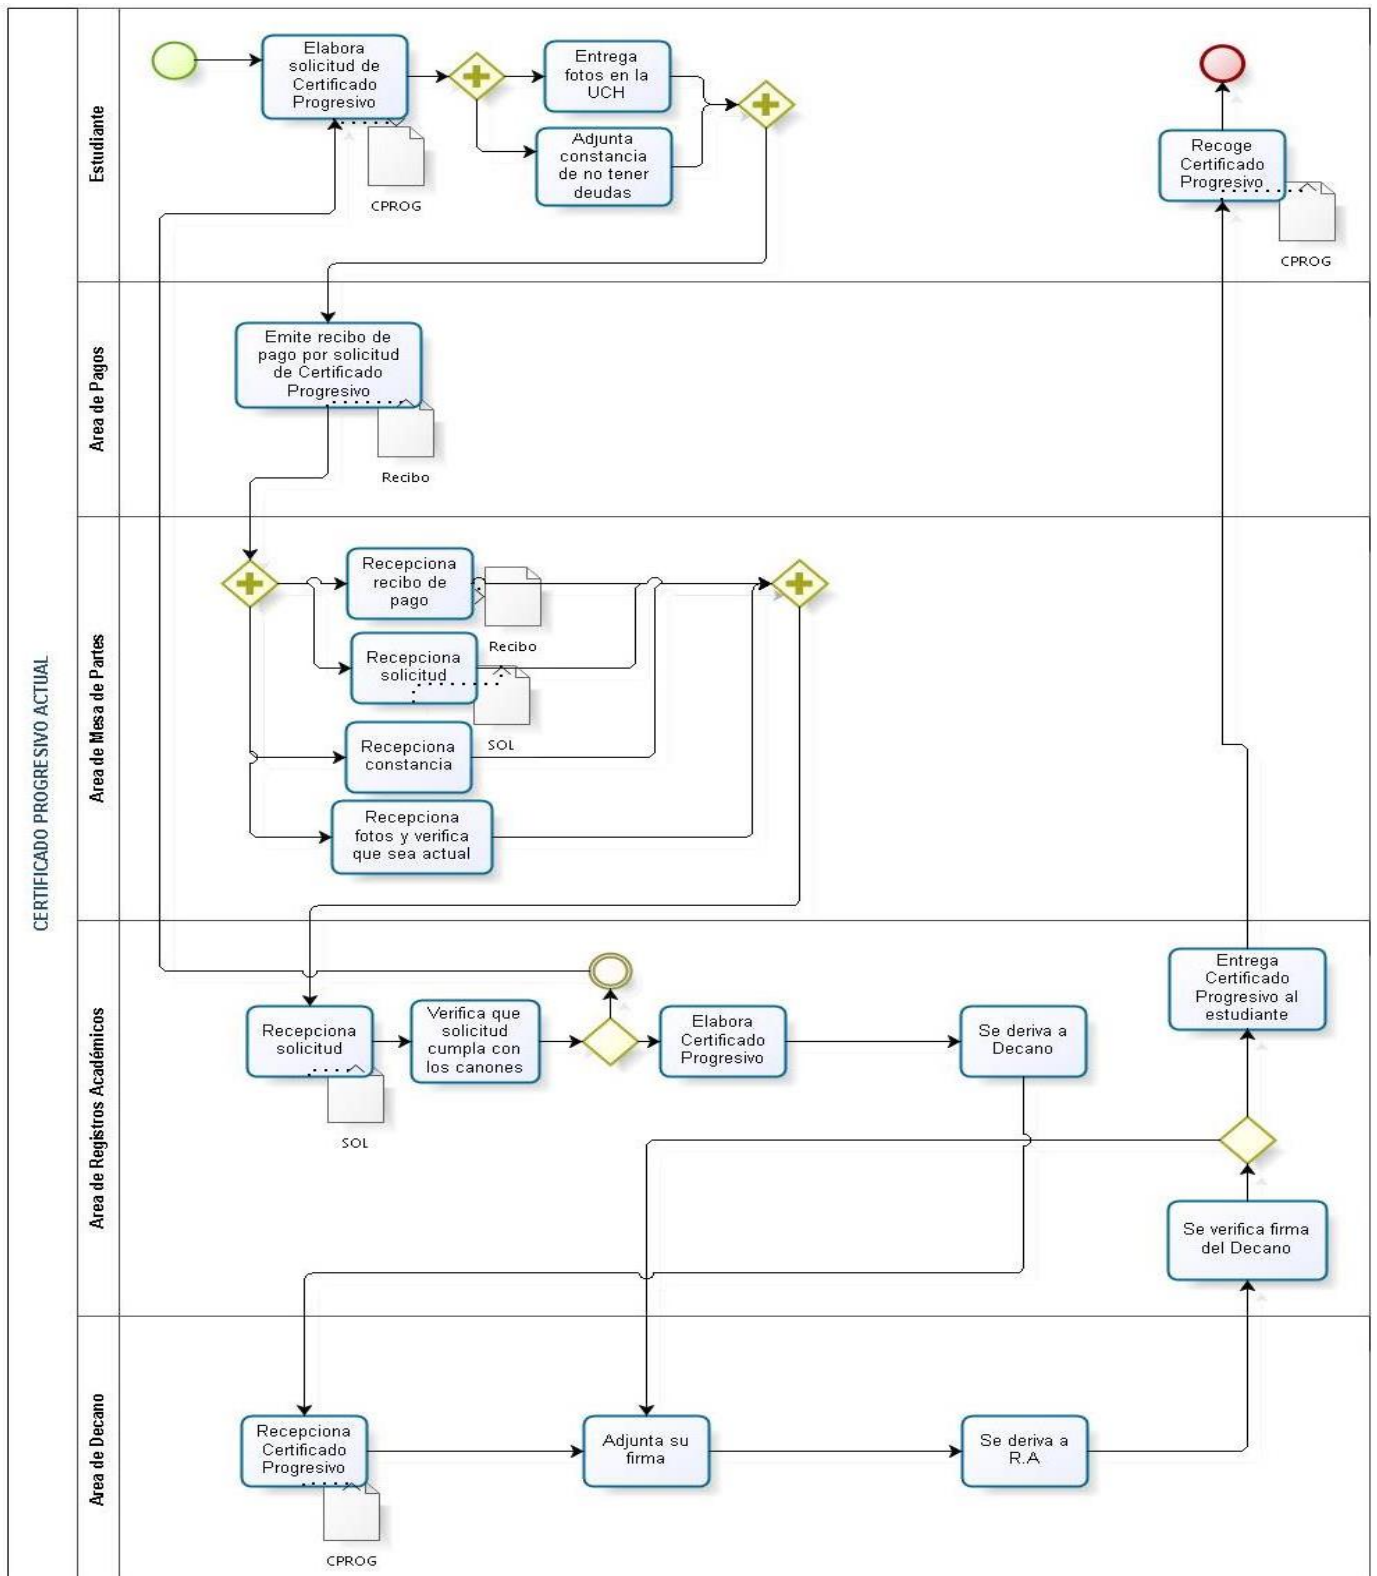 CERTIFICADO PROGRESIVO ACTUAL
Estudiante
Elabora
solicitud de
Certificado
Progresivo
CPROG
Entrega
fotos en la
UCH
Adjunta
constancia
de no tener
deudas
Recoge
Certificado
Progresivo
CPROG
Area de Pagos
Emite recibo de
pago por solicitud
de Certificado
Progresivo
Recibo
Area de Mesa de Partes
Recepciona
recibo de
pago
Recibo
Recepciona
solicitud
SOL
Recepciona
constancia
Recepciona
fotos y verifica
que sea actual
Area de Registros Académicos
Recepciona
solicitud
SOL
Verifica que
solicitud
cumpla con
los canones
Elabora
Certificado
Progresivo
Se deriva a
Decano
Entrega
Certificado
Progresivo al
estudiante
Se verifica firma
del Decano
Area de Decano
Recepciona
Certificado
Progresivo
CPROG
Adjunta su
firma
Se deriva a
R.A